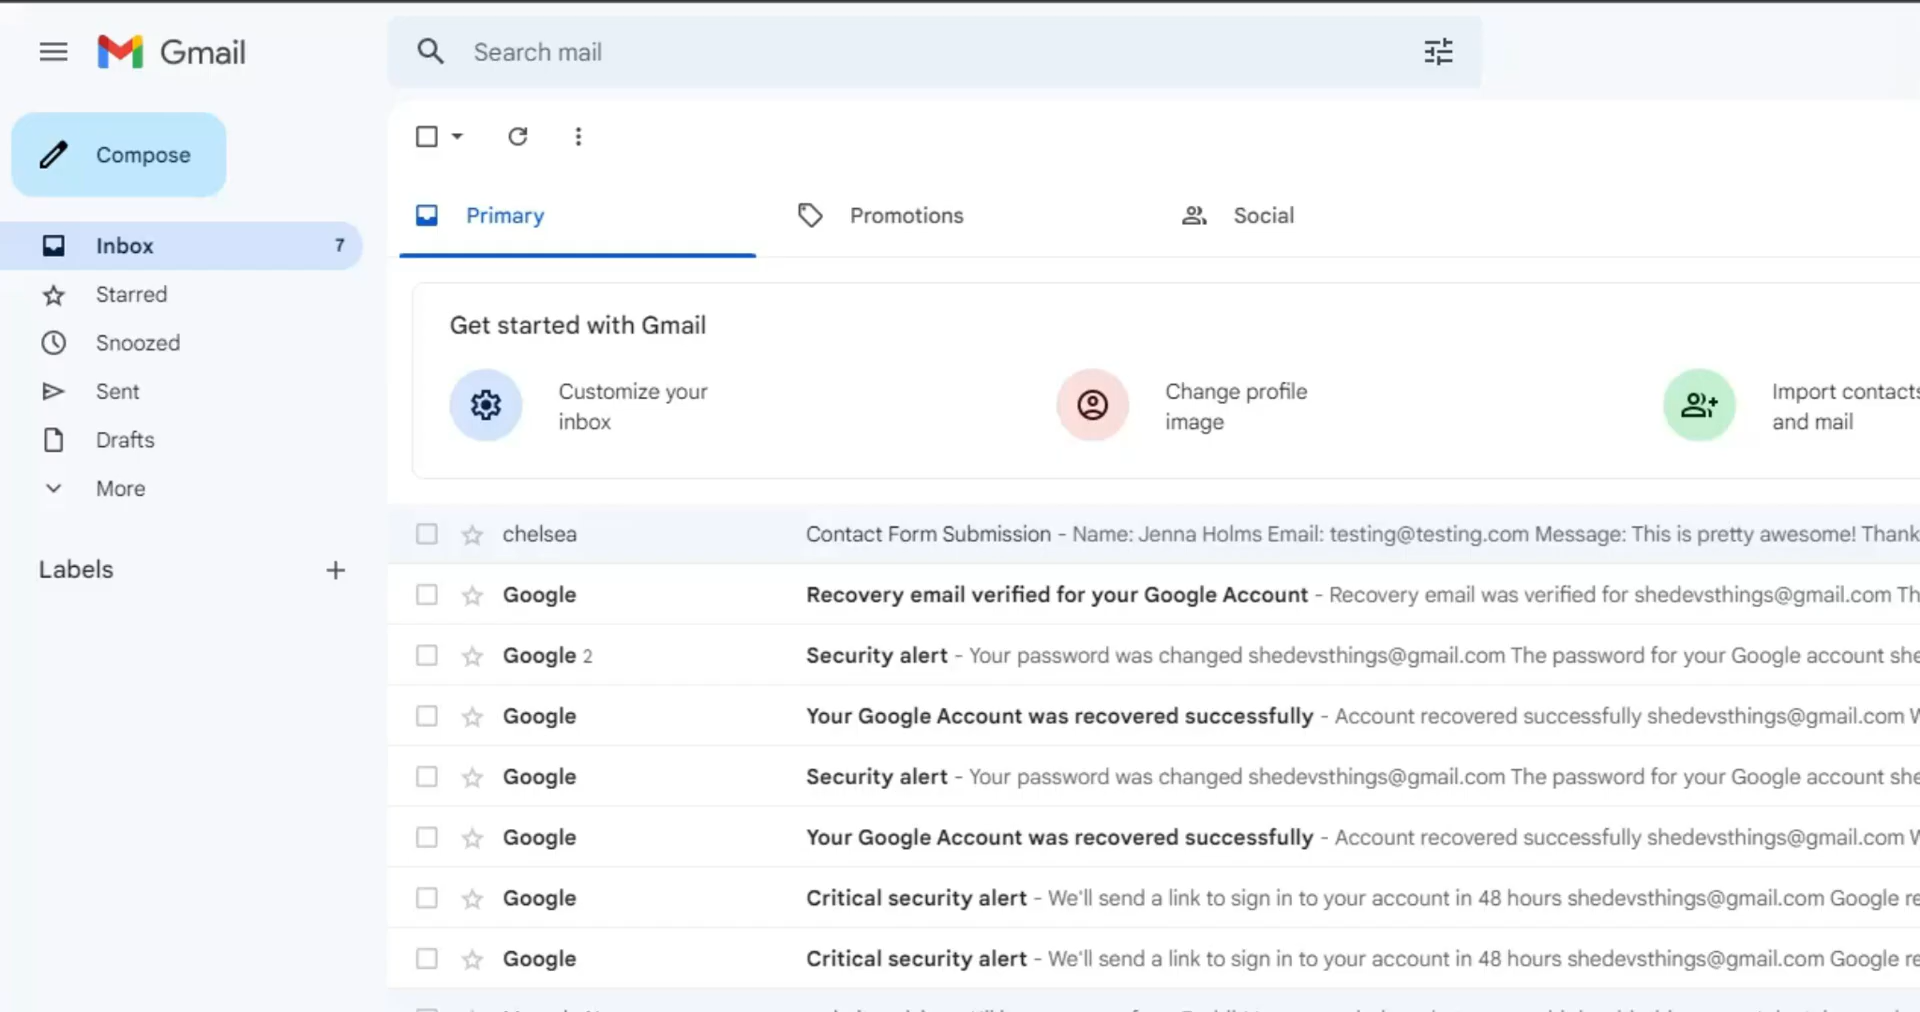 Gmail
Search mail
Compose
Inbox 7
Starred
Snoozed
Sent
Drafts
More
Labels
Primary
Promotions
Social
Get started with Gmail
Customize your
inbox
Change profile
image
Import contacts
and mail
chelsea Contact Form Submission - Name: Jenna Holms Email: testing@testing.com Message: This is pretty awesome! Thank
Google Recovery email verified for your Google Account - Recovery email was verified for shedevsthings@gmail.com Th
Google 2 Security alert - Your password was changed shedevsthings@gmail.com The password for your Google account she
Google Your Google Account was recovered successfully - Account recovered successfully shedevsthings@gmail.com W
Google Security alert - Your password was changed shedevsthings@gmail.com The password for your Google account she
Google Your Google Account was recovered successfully - Account recovered successfully shedevsthings@gmail.com W
Google Critical security alert - We'll send a link to sign in to your account in 48 hours shedevsthings@gmail.com Google re
Google Critical security alert - We'll send a link to sign in to your account in 48 hours shedevsthings@gmail.com Google re